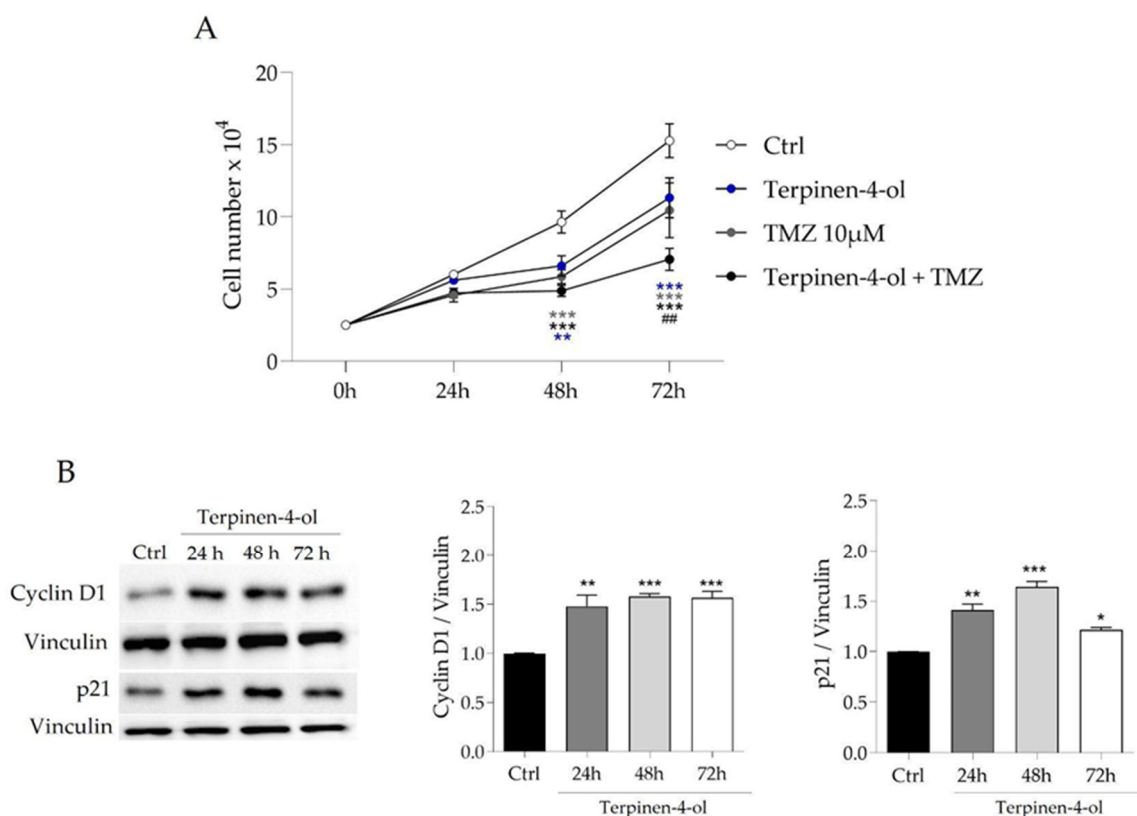 A
Cell number x 10⁴
20
15
10
5
0
0h 24h 48h 72h
***
***
**
***
***
***
##
Ctrl
Terpinen-4-ol
TMZ 10μM
Terpinen-4-ol + TMZ
B
Terpinen-4-ol
Ctrl 24 h 48 h 72 h
Cyclin D1
Vinculin
p21
Vinculin
Cyclin D1 / Vinculin
2.5
2.0
1.5
1.0
0.5
0.0
** *** ***
Ctrl 24h 48h 72h
Terpinen-4-ol
p21 / Vinculin
2.5
2.0
1.5
1.0
0.5
0.0
** *** *
Ctrl 24h 48h 72h
Terpinen-4-ol